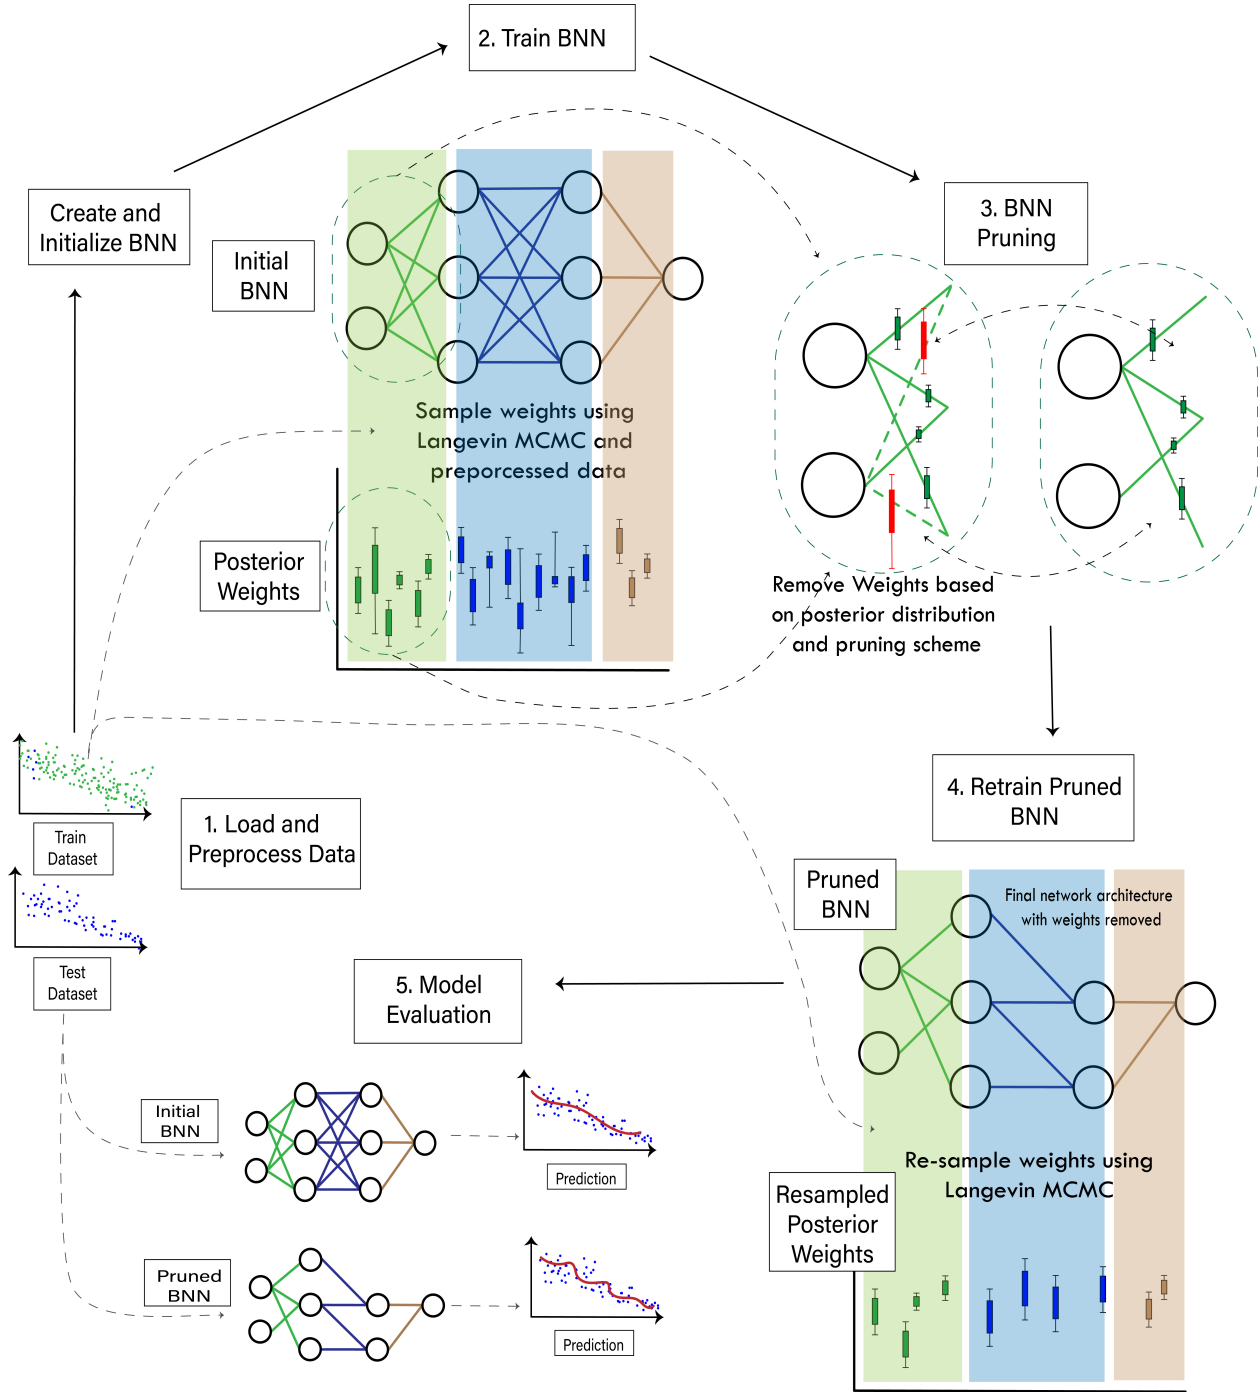 2. Train BNN
Create and
Initialize BNN
3. BNN
Pruning
Initial
BNN
Sample weights using
Langevin MCMC and
preporcessed data
Posterior
Weights
Remove Weights based
on posterior distribution
and pruning scheme
Train
Dataset
1. Load and
Preprocess Data
4. Retrain Pruned
BNN
Test
Dataset
Pruned
BNN
Final network architecture
with weights removed
5. Model
Evaluation
Initial
BNN
Prediction
Re-sample weights using
Langevin MCMC
Resampled
Posterior
Weights
Pruned
BNN
Prediction